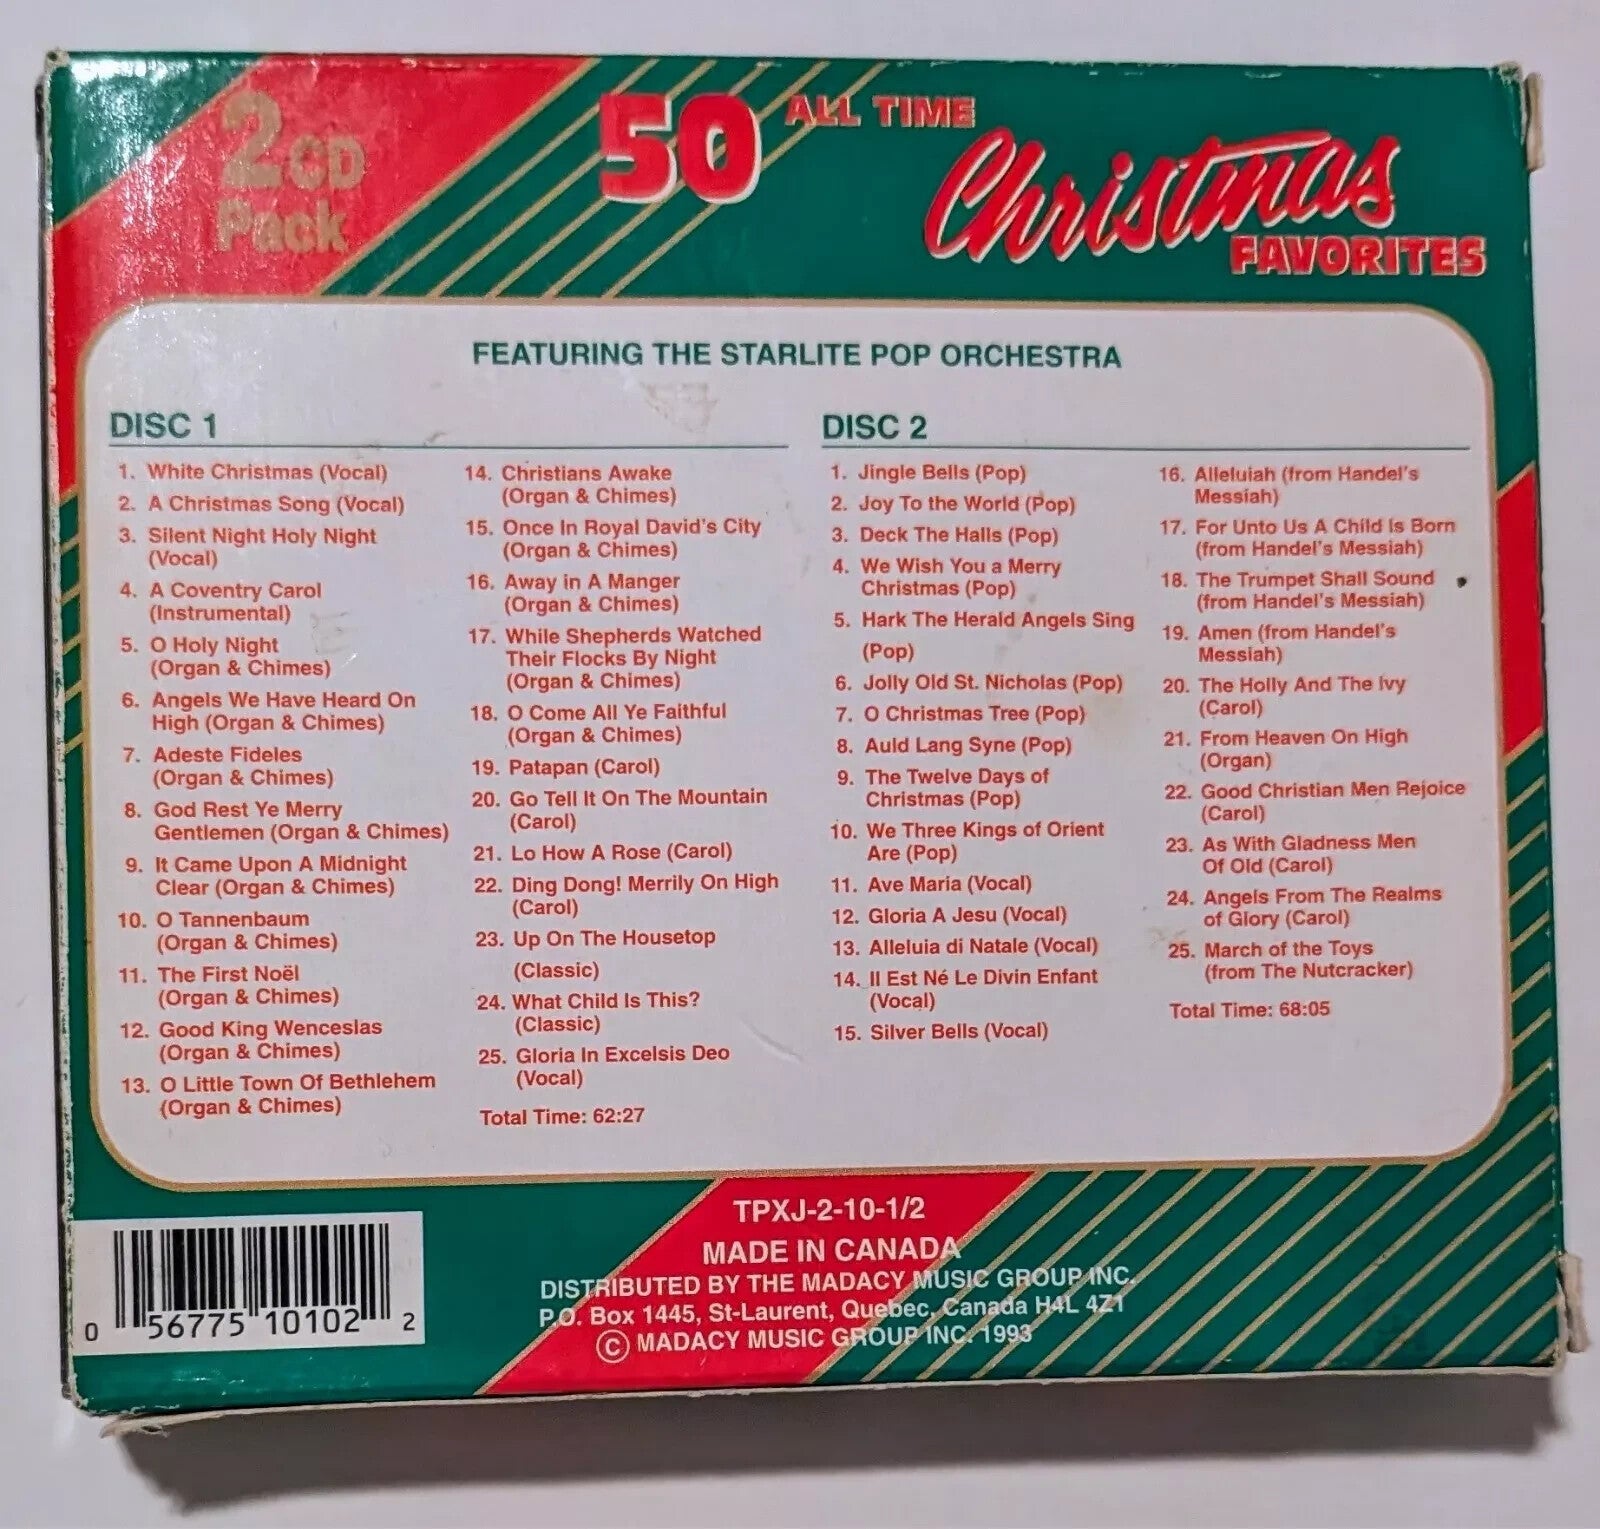 2 CD
Pack
50 ALL TIME
Christmas
FAVORITES
FEATURING THE STARLITE POP ORCHESTRA
DISC 1
1. White Christmas (Vocal)
2. A Christmas Song (Vocal)
3. Silent Night Holy Night
(Vocal)
4. A Coventry Carol
(Instrumental)
5. O Holy Night
(Organ & Chimes)
6. Angels We Have Heard On
High (Organ & Chimes)
7. Adeste Fideles
(Organ & Chimes)
8. God Rest Ye Merry
Gentlemen (Organ & Chimes)
9. It Came Upon A Midnight
Clear (Organ & Chimes)
10. O Tannenbaum
(Organ & Chimes)
11. The First Noël
(Organ & Chimes)
12. Good King Wenceslas
(Organ & Chimes)
13. O Little Town Of Bethlehem
(Organ & Chimes)
14. Christians Awake
(Organ & Chimes)
15. Once In Royal David's City
(Organ & Chimes)
16. Away in A Manger
(Organ & Chimes)
17. While Shepherds Watched
Their Flocks By Night
(Organ & Chimes)
18. O Come All Ye Faithful
(Organ & Chimes)
19. Patapan (Carol)
20. Go Tell It On The Mountain
(Carol)
21. Lo How A Rose (Carol)
22. Ding Dong! Merrily On High
(Carol)
23. Up On The Housetop
(Classic)
24. What Child Is This?
(Classic)
25. Gloria In Excelsis Deo
(Vocal)
Total Time: 62:27
DISC 2
1. Jingle Bells (Pop)
2. Joy To the World (Pop)
3. Deck The Halls (Pop)
4. We Wish You a Merry
Christmas (Pop)
5. Hark The Herald Angels Sing
(Pop)
6. Jolly Old St. Nicholas (Pop)
7. O Christmas Tree (Pop)
8. Auld Lang Syne (Pop)
9. The Twelve Days of
Christmas (Pop)
10. We Three Kings of Orient
Are (Pop)
11. Ave Maria (Vocal)
12. Gloria A Jesu (Vocal)
13. Alleluia di Natale (Vocal)
14. Il Est Né Le Divin Enfant
(Vocal)
15. Silver Bells (Vocal)
16. Alleluiah (from Handel's
Messiah)
17. For Unto Us A Child Is Born
(from Handel's Messiah)
18. The Trumpet Shall Sound
(from Handel's Messiah)
19. Amen (from Handel's
Messiah)
20. The Holly And The Ivy
(Carol)
21. From Heaven On High
(Organ)
22. Good Christian Men Rejoice
(Carol)
23. As With Gladness Men
Of Old (Carol)
24. Angels From The Realms
of Glory (Carol)
25. March of the Toys
(from The Nutcracker)
Total Time: 68:05
0 56775 10102 2
TPXJ-2-10-1/2
MADE IN CANADA
DISTRIBUTED BY THE MADACY MUSIC GROUP INC.
P.O. Box 1445, St-Laurent, Quebec, Canada H4L 4Z1
© MADACY MUSIC GROUP INC. 1993